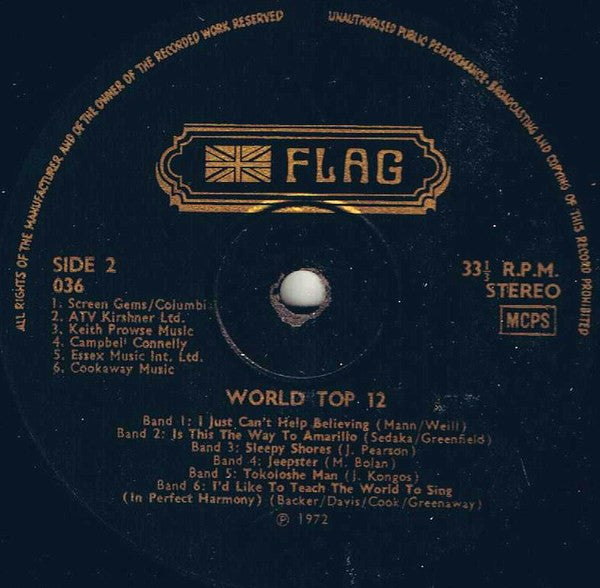 ALL RIGHTS OF THE MANUFACTURER AND OF THE OWNER OF THE RECORDED WORK RESERVED
UNAUTHORISED PUBLIC PERFORMANCE BROADCASTING AND COPYING OF THIS RECORD PROHIBITED
FLAG
SIDE 2
036
33⅓ R.P.M.
STEREO
MCPS
1. Screen Gems/Columbi
2. ATV Kirshner Ltd.
3. Keith Prowse Music
4. Campbel' Connelly
5. Essex Music Int. Ltd.
6. Cookaway Music
WORLD TOP 12
Band 1: I Just Can't Help Believing (Mann/Weill)
Band 2: Is This The Way To Amarillo (Sedaka/Greenfield)
Band 3: Sleepy Shores (J. Pearson)
Band 4: Jeepster (M. Bolan)
Band 5: Tokoloshe Man (J. Kongos)
Band 6: I'd Like To Teach The World To Sing
(In Perfect Harmony) (Backer/Davis/Cook/Greenaway)
℗ 1972